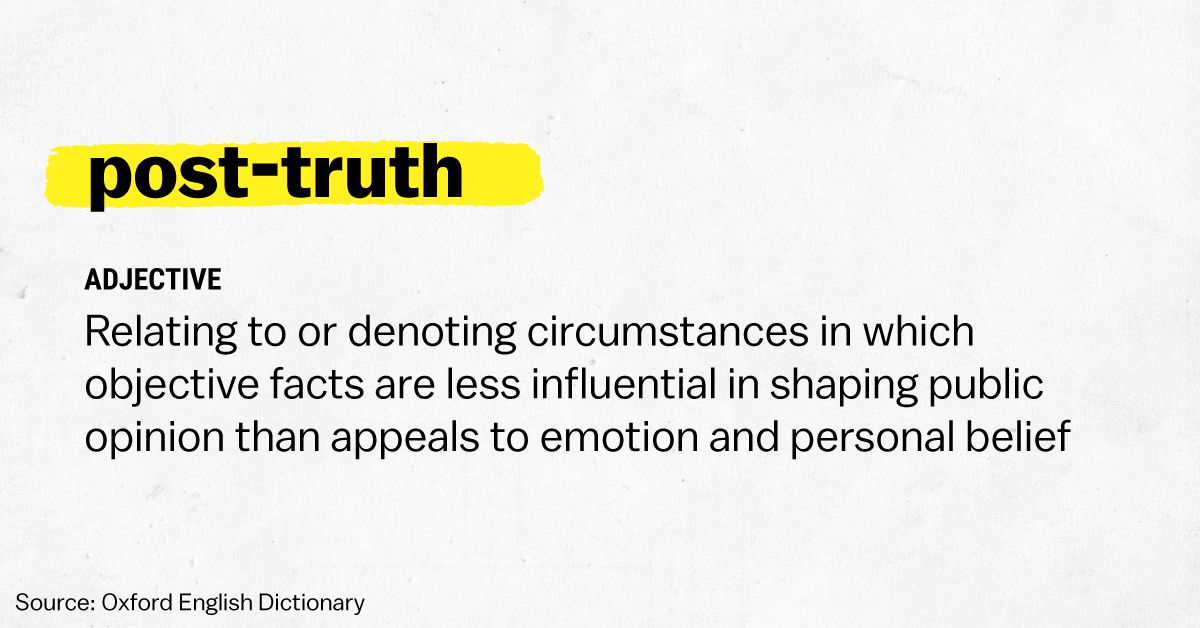 post-truth
ADJECTIVE
Relating to or denoting circumstances in which
objective facts are less influential in shaping public
opinion than appeals to emotion and personal belief
Source: Oxford English Dictionary